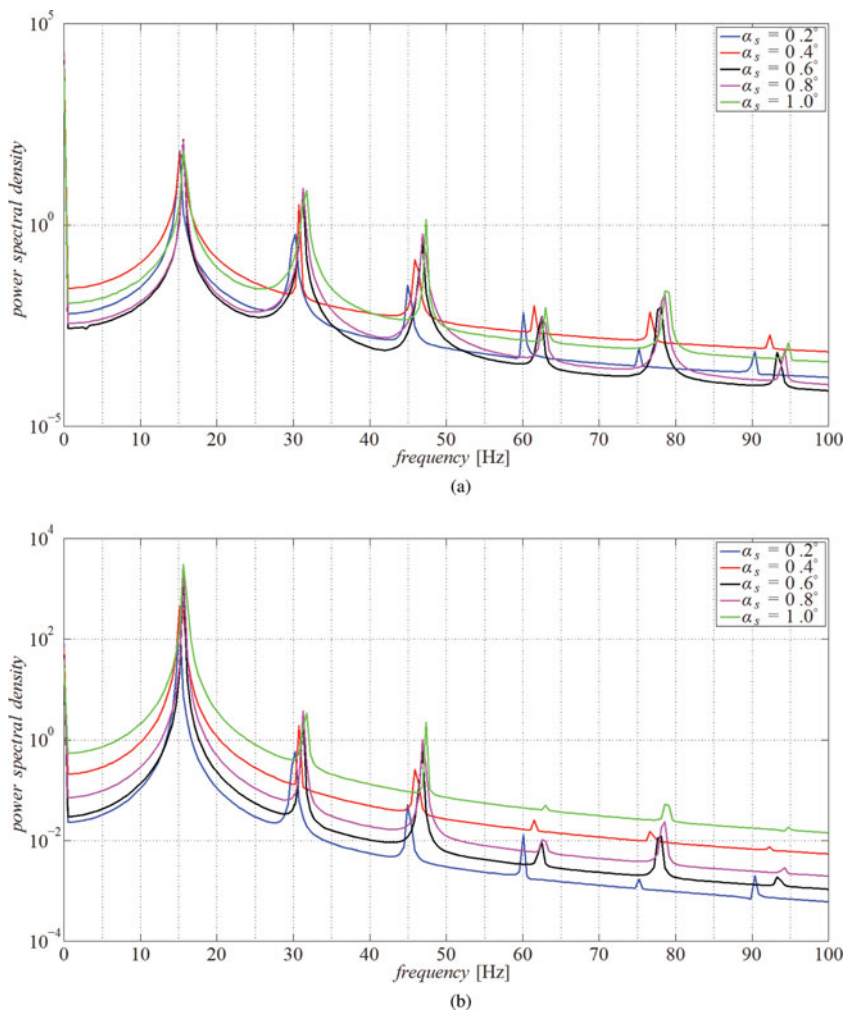 10^5
10^0
10^-5
power spectral density
α_s = 0.2°
α_s = 0.4°
α_s = 0.6°
α_s = 0.8°
α_s = 1.0°
0 10 20 30 40 50 60 70 80 90 100
frequency [Hz]
(a)
10^4
10^2
10^0
10^-2
10^-4
power spectral density
α_s = 0.2°
α_s = 0.4°
α_s = 0.6°
α_s = 0.8°
α_s = 1.0°
0 10 20 30 40 50 60 70 80 90 100
frequency [Hz]
(b)